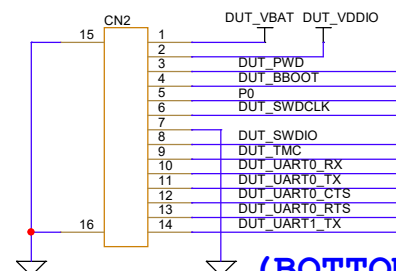 CN2
DUT_VBAT DUT_VDDIO
15 1
2
3 DUT_PWD
4 DUT_BBOOT
5 P0
6 DUT_SWDCLK
7
8 DUT_SWDIO
9 DUT_TMC
10 DUT_UART0_RX
11 DUT_UART0_TX
12 DUT_UART0_CTS
13 DUT_UART0_RTS
16 14 DUT_UART1_TX
(BOTTO